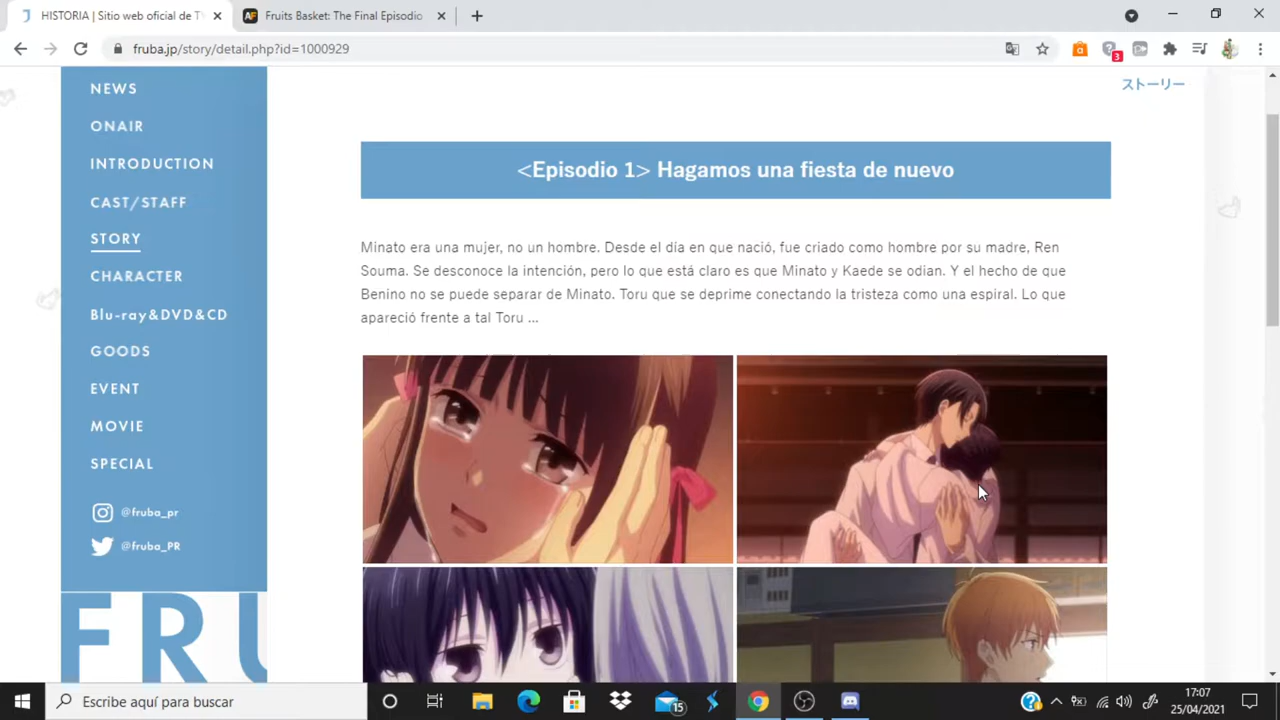 HISTORIA | Sitio web oficial de TV
Fruits Basket: The Final Episodio
fruba.jp/story/detail.php?id=1000929
3
NEWS
ONAIR
INTRODUCTION
CAST/STAFF
STORY
CHARACTER
Blu-ray&DVD&CD
GOODS
EVENT
MOVIE
SPECIAL
@fruba_pr
@fruba_PR
FRU
ストーリー
<Episodio 1> Hagamos una fiesta de nuevo
Minato era una mujer, no un hombre. Desde el día en que nació, fue criado como hombre por su madre, Ren
Souma. Se desconoce la intención, pero lo que está claro es que Minato y Kaede se odian. Y el hecho de que
Benino no se puede separar de Minato. Toru que se deprime conectando la tristeza como una espiral. Lo que
apareció frente a tal Toru ...
Escribe aquí para buscar
15
17:07
25/04/2021